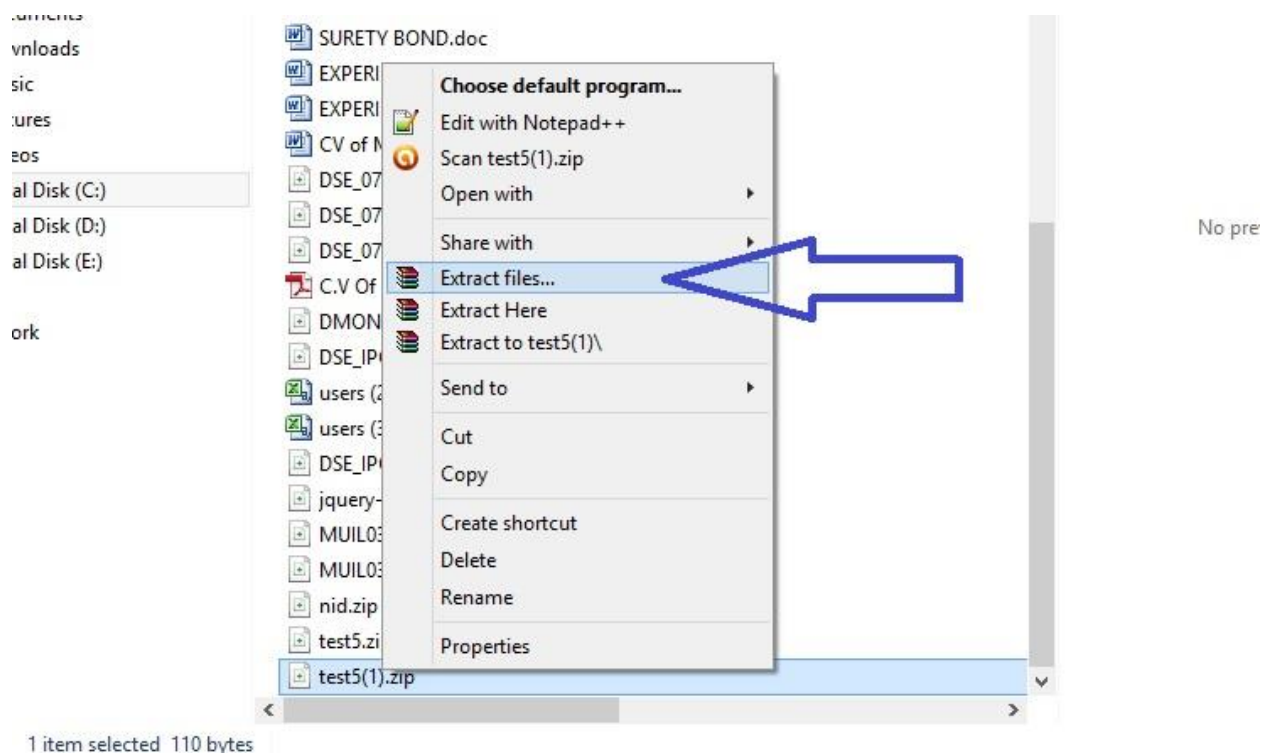 vnloads
sic
tures
eos
al Disk (C:)
al Disk (D:)
al Disk (E:)
ork
SURETY BOND.doc
EXPERI
EXPERI
CV of
DSE_07
DSE_07
DSE_07
C.V Of
DMON
DSE_IP
users (2
users (3
DSE_IP
jquery-
MUIL03
MUIL03
nid.zip
test5.zi
test5(1).zip
Choose default program...
Edit with Notepad++
Scan test5(1).zip
Open with
Share with
Extract files...
Extract Here
Extract to test5(1)\
Send to
Cut
Copy
Create shortcut
Delete
Rename
Properties
No pre
1 item selected 110 bytes